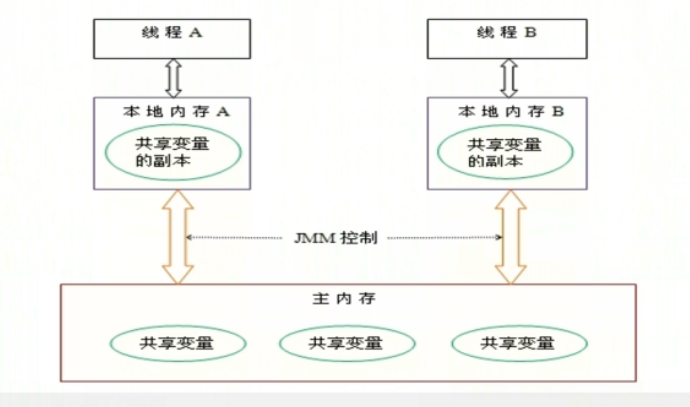 线程 A
线程 B
本地内存 A
本地内存 B
共享变量
的副本
共享变量
的副本
JMM 控制
主内存
共享变量
共享变量
共享变量